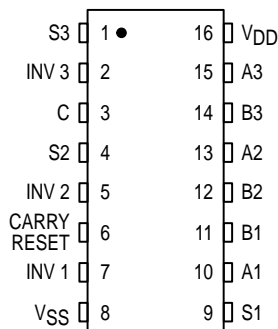 S3 1 16 VDD
INV 3 2 15 A3
C 3 14 B3
S2 4 13 A2
INV 2 5 12 B2
CARRY
RESET 6 11 B1
INV 1 7 10 A1
VSS 8 9 S1